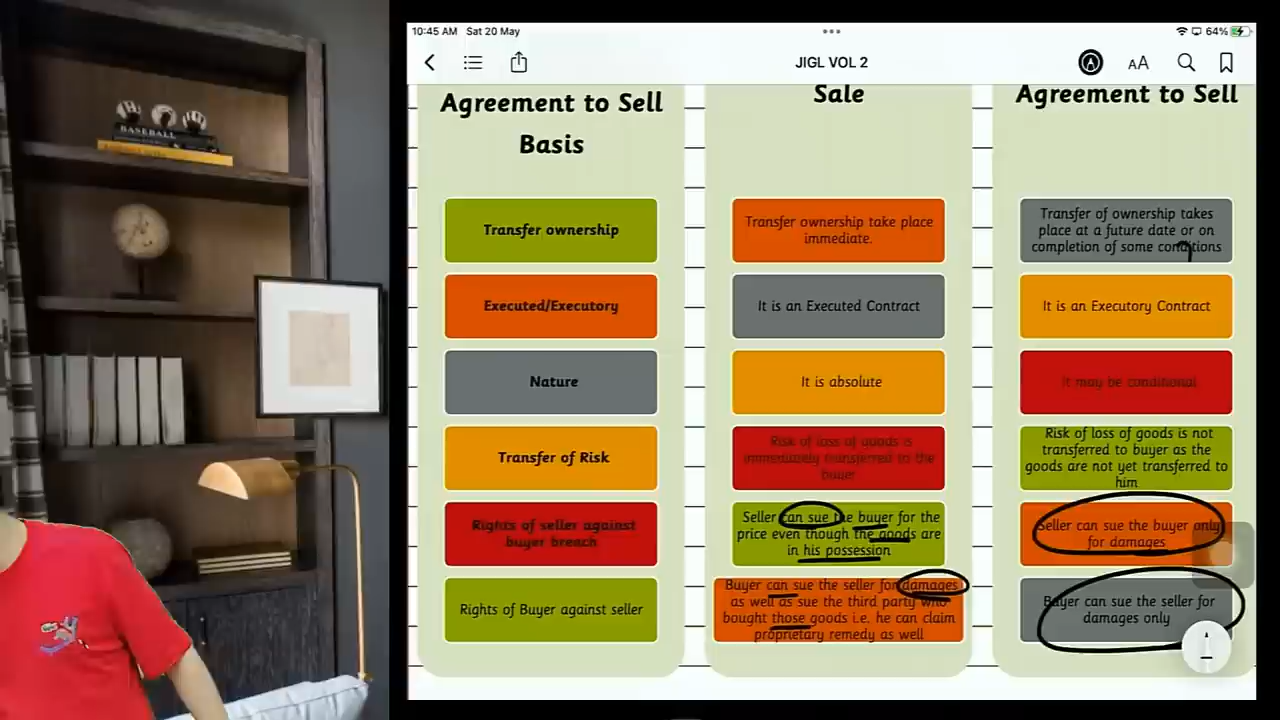 10:45 AM Sat 20 May
64%
JIGL VOL 2
AA
Agreement to Sell
Basis
Sale
Agreement to Sell
Transfer ownership
Transfer ownership take place
immediate.
Transfer of ownership takes
place at a future date or on
completion of some conditions
Executed/Executory
It is an Executed Contract
It is an Executory Contract
Nature
It is absolute
It may be conditional
Transfer of Risk
Risk of loss of goods is
immediately transferred to the
buyer
Risk of loss of goods is not
transferred to buyer as the
goods are not yet transferred to
him
Rights of seller against
buyer breach
Seller can sue the buyer for the
price even though the goods are
in his possession
Seller can sue the buyer only
for damages
Rights of Buyer against seller
Buyer can sue the seller for damages
as well as sue the third party who
bought those goods i.e. he can claim
proprietary remedy as well
Buyer can sue the seller for
damages only
BASEBALL